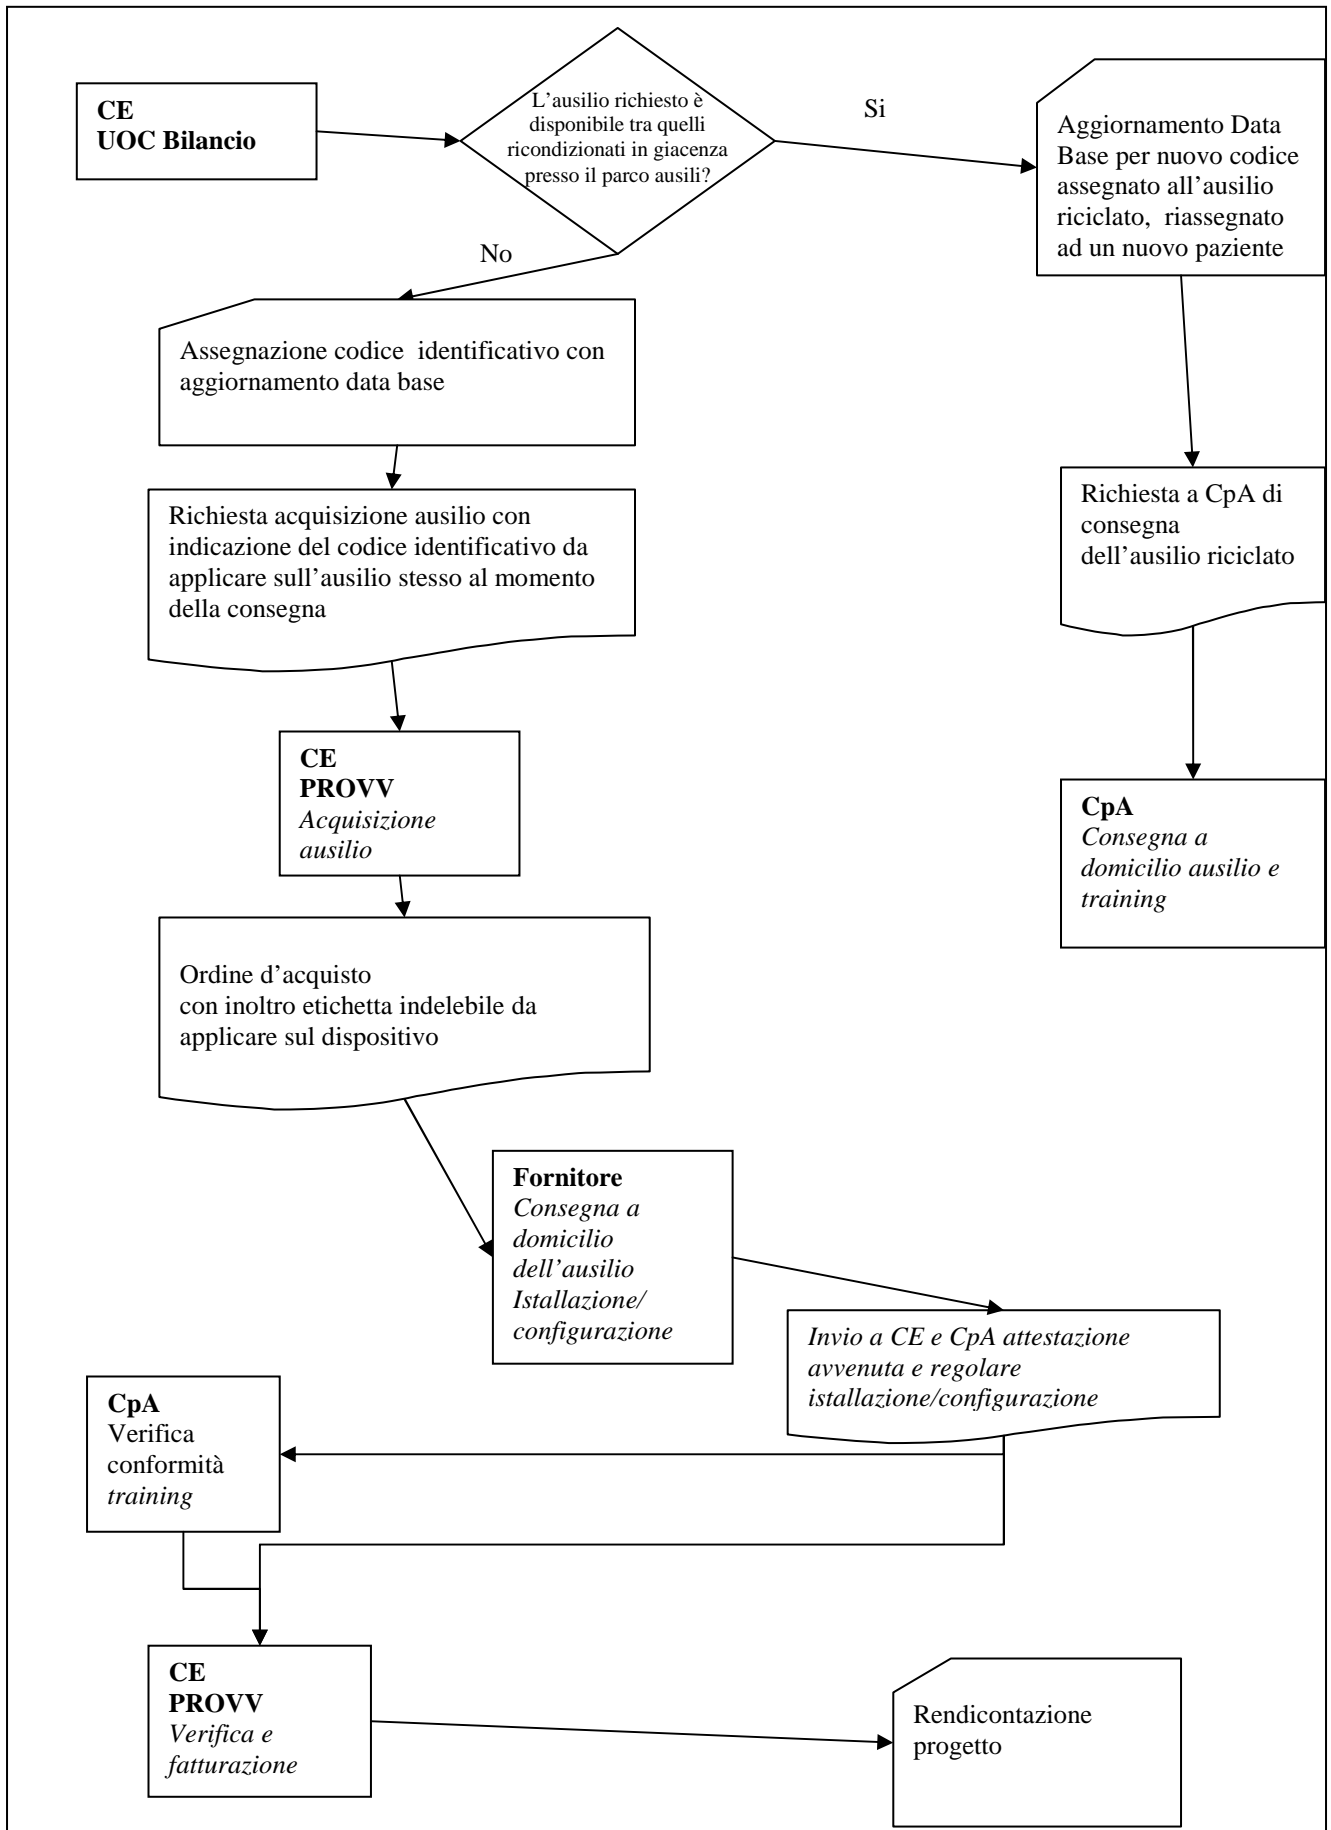 CE
UOC Bilancio
L’ausilio richiesto è
disponibile tra quelli
ricondizionati in giacenza
presso il parco ausili?
Si
Aggiornamento Data
Base per nuovo codice
assegnato all’ausilio
riciclato, riassegnato
ad un nuovo paziente
No
Assegnazione codice identificativo con
aggiornamento data base
Richiesta acquisizione ausilio con
indicazione del codice identificativo da
applicare sull’ausilio stesso al momento
della consegna
Richiesta a CpA di
consegna
dell’ausilio riciclato
CE
PROVV
Acquisizione
ausilio
CpA
Consegna a
domicilio ausilio e
training
Ordine d’acquisto
con inoltro etichetta indelebile da
applicare sul dispositivo
Fornitore
Consegna a
domicilio
dell’ausilio
Istallazione/
configurazione
Invio a CE e CpA attestazione
avvenuta e regolare
istallazione/configurazione
CpA
Verifica
conformità
training
CE
PROVV
Verifica e
fatturazione
Rendicontazione
progetto